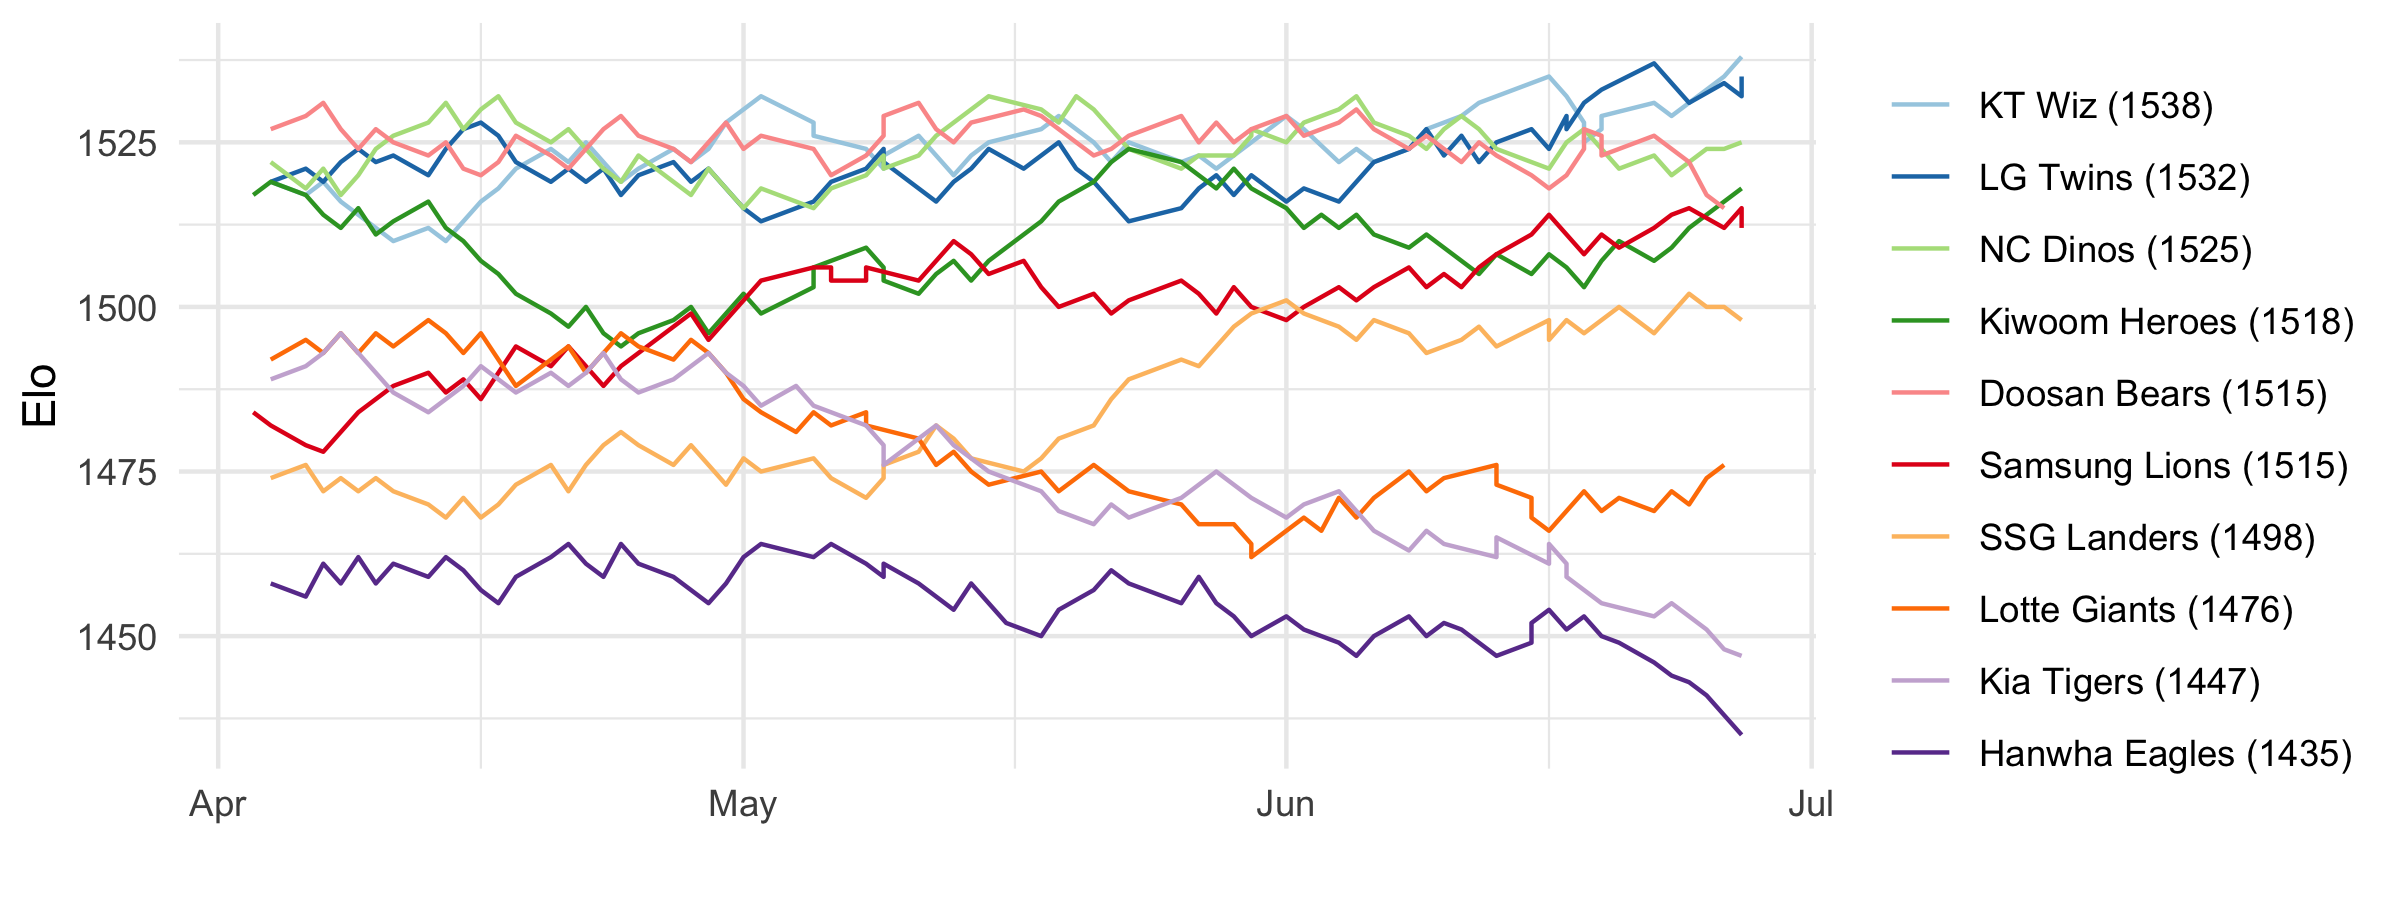 Elo
1525
1500
1475
1450
Apr May Jun Jul
KT Wiz (1538)
LG Twins (1532)
NC Dinos (1525)
Kiwoom Heroes (1518)
Doosan Bears (1515)
Samsung Lions (1515)
SSG Landers (1498)
Lotte Giants (1476)
Kia Tigers (1447)
Hanwha Eagles (1435)